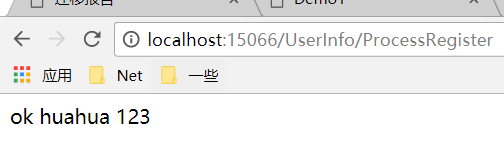 迁移报告 Demo1
localhost:15066/UserInfo/ProcessRegister
应用 Net 一些
ok huahua 123